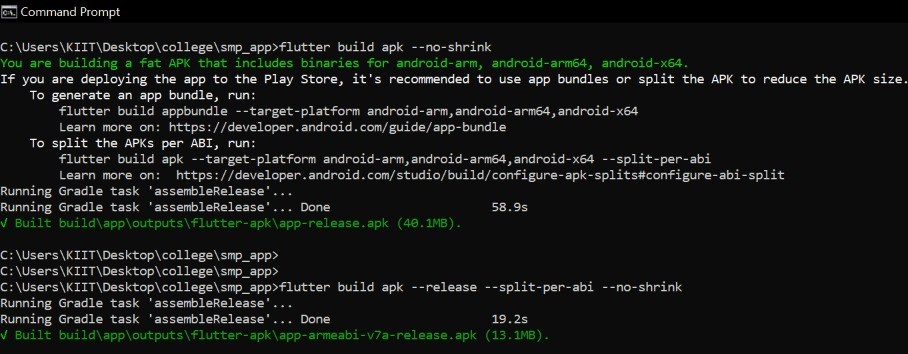 Command Prompt
C:\Users\KIIT\Desktop\college\smp_app>flutter build apk --no-shrink
You are building a fat APK that includes binaries for android-arm, android-arm64, android-x64.
If you are deploying the app to the Play Store, it's recommended to use app bundles or split the APK to reduce the APK size.
To generate an app bundle, run:
flutter build appbundle --target-platform android-arm,android-arm64,android-x64
Learn more on: https://developer.android.com/guide/app-bundle
To split the APKs per ABI, run:
flutter build apk --target-platform android-arm,android-arm64,android-x64 --split-per-abi
Learn more on:  https://developer.android.com/studio/build/configure-apk-splits#configure-abi-split
Running Gradle task 'assembleRelease'...
Running Gradle task 'assembleRelease'... Done 58.9s
√ Built build\app\outputs\flutter-apk\app-release.apk (40.1MB).
C:\Users\KIIT\Desktop\college\smp_app>
C:\Users\KIIT\Desktop\college\smp_app>
C:\Users\KIIT\Desktop\college\smp_app>flutter build apk --release --split-per-abi --no-shrink
Running Gradle task 'assembleRelease'...
Running Gradle task 'assembleRelease'... Done 19.2s
√ Built build\app\outputs\flutter-apk\app-armeabi-v7a-release.apk (13.1MB).